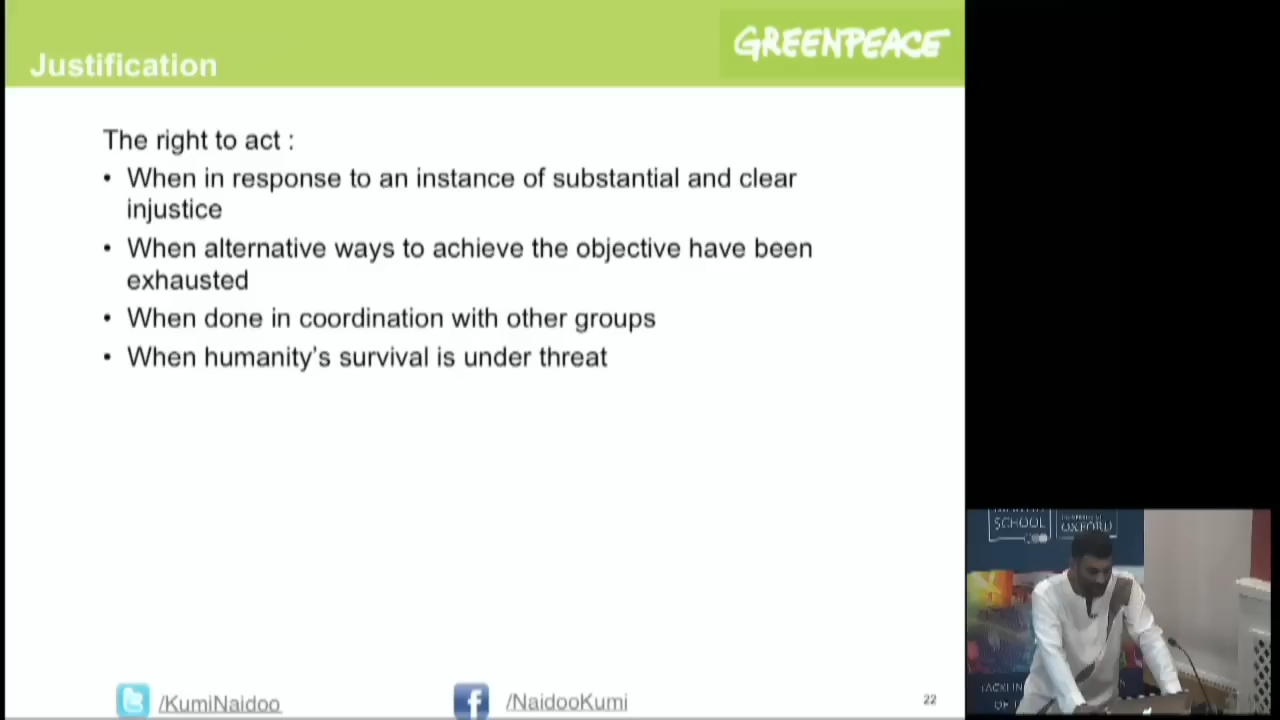 Justification
GREENPEACE
The right to act :
• When in response to an instance of substantial and clear
injustice
• When alternative ways to achieve the objective have been
exhausted
• When done in coordination with other groups
• When humanity's survival is under threat
/KumiNaidoo
/NaidooKumi
22
SCHOOL
OXFORD